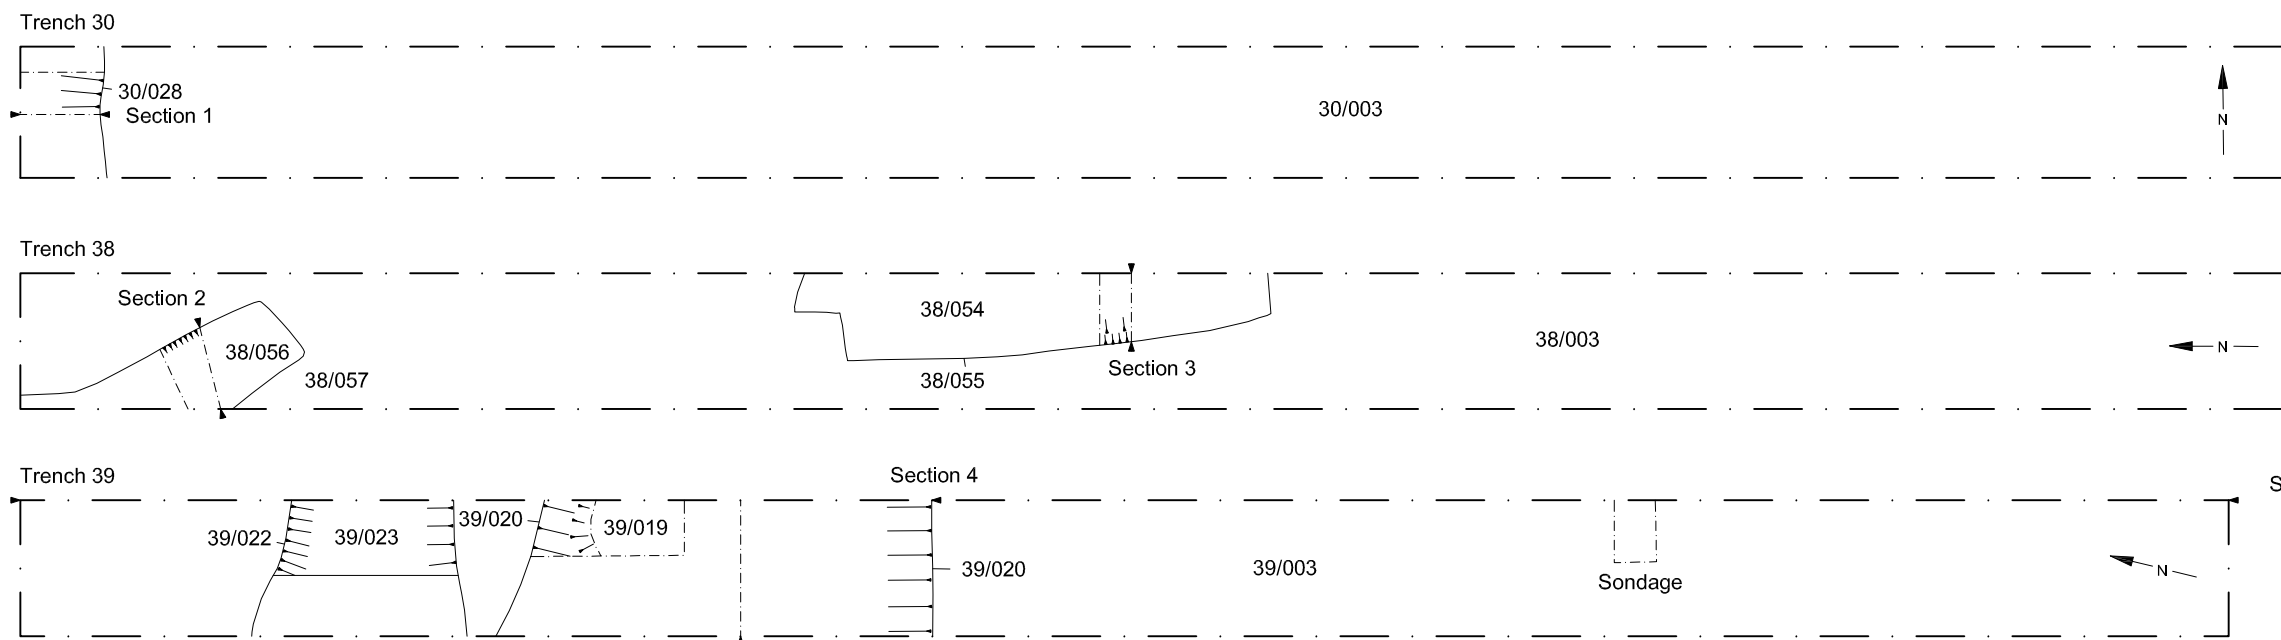 Trench 30
30/028
Section 1
30/003
N
Trench 38
Section 2
38/056
38/057
38/054
38/055
Section 3
38/003
N
Trench 39
39/022
39/023
39/020
39/019
Section 4
39/020
39/003
Sondage
N
S